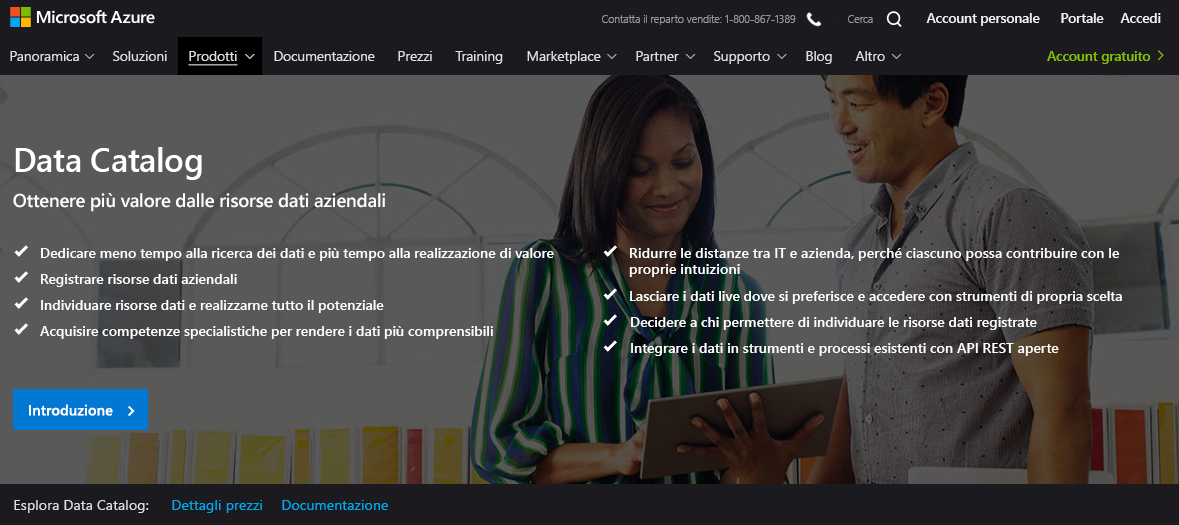 Microsoft Azure
Contatta il reparto vendite: 1-800-867-1389
Cerca
Account personale
Portale
Accedi
Panoramica
Soluzioni
Prodotti
Documentazione
Prezzi
Training
Marketplace
Partner
Supporto
Blog
Altro
Account gratuito
Data Catalog
Ottenere più valore dalle risorse dati aziendali
Dedicare meno tempo alla ricerca dei dati e più tempo alla realizzazione di valore
Registrare risorse dati aziendali
Individuare risorse dati e realizzarne tutto il potenziale
Acquisire competenze specialistiche per rendere i dati più comprensibili
Ridurre le distanze tra IT e azienda, perché ciascuno possa contribuire con le
proprie intuizioni
Lasciare i dati live dove si preferisce e accedere con strumenti di propria scelta
Decidere a chi permettere di individuare le risorse dati registrate
Integrare i dati in strumenti e processi esistenti con API REST aperte
Introduzione
Esplora Data Catalog:
Dettagli prezzi
Documentazione